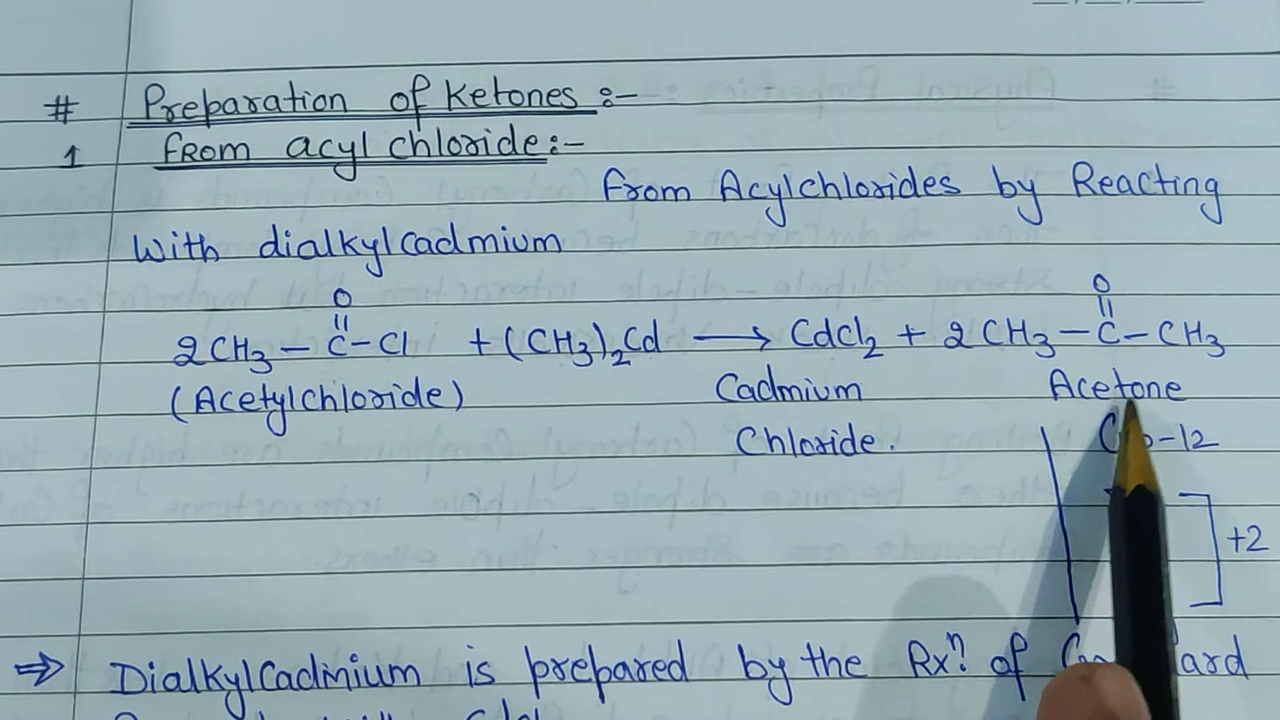 # Preparation of Ketones :-
1 from acyl chloride:-
from Acylchlorides by Reacting
With dialkylcadmium
O O
2CH3 - C - Cl + (CH3)2Cd ⟶ CdCl2 + 2CH3 - C - CH3
(Acetylchloride) Cadmium Acetone
Chloride. -12
+2
⇒ Dialkylcadmium is prepared by the Rxn. of